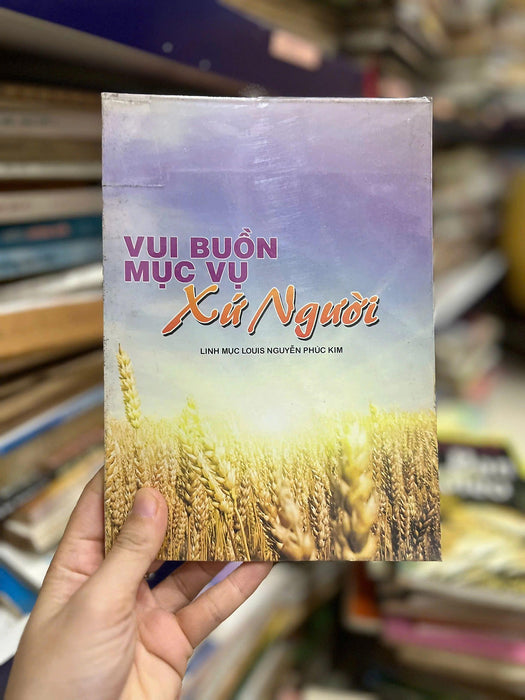 VUI BUỒN
MỤC VỤ
Xứ Người
LINH MỤC LOUIS NGUYỄN PHÚC KIM